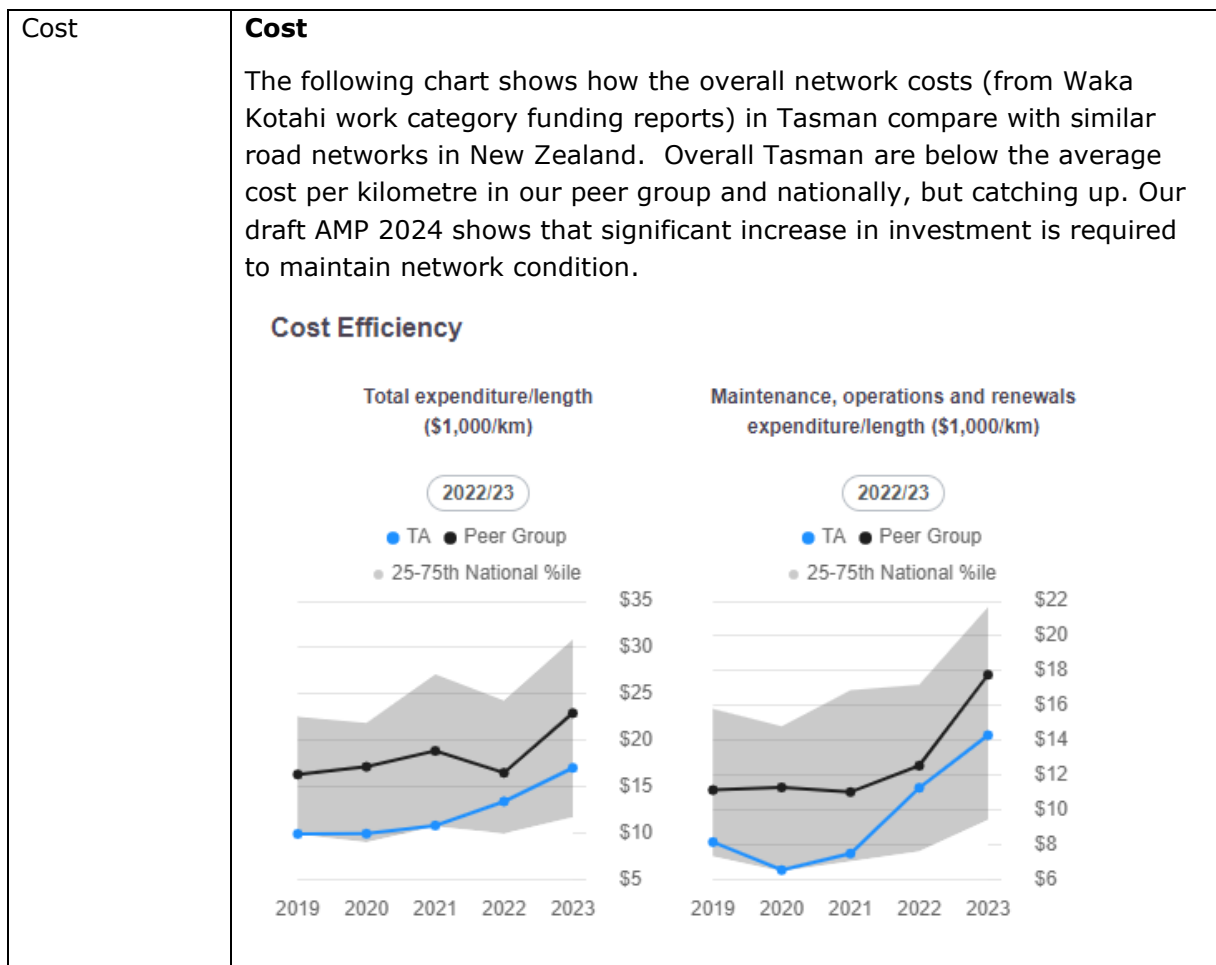 Cost
Cost
The following chart shows how the overall network costs (from Waka
Kotahi work category funding reports) in Tasman compare with similar
road networks in New Zealand.  Overall Tasman are below the average
cost per kilometre in our peer group and nationally, but catching up. Our
draft AMP 2024 shows that significant increase in investment is required
to maintain network condition.
Cost Efficiency
Total expenditure/length
($1,000/km)
2022/23
TA Peer Group
25-75th National %ile
$35
$30
$25
$20
$15
$10
$5
2019 2020 2021 2022 2023
Maintenance, operations and renewals
expenditure/length ($1,000/km)
2022/23
TA Peer Group
25-75th National %ile
$22
$20
$18
$16
$14
$12
$10
$8
$6
2019 2020 2021 2022 2023